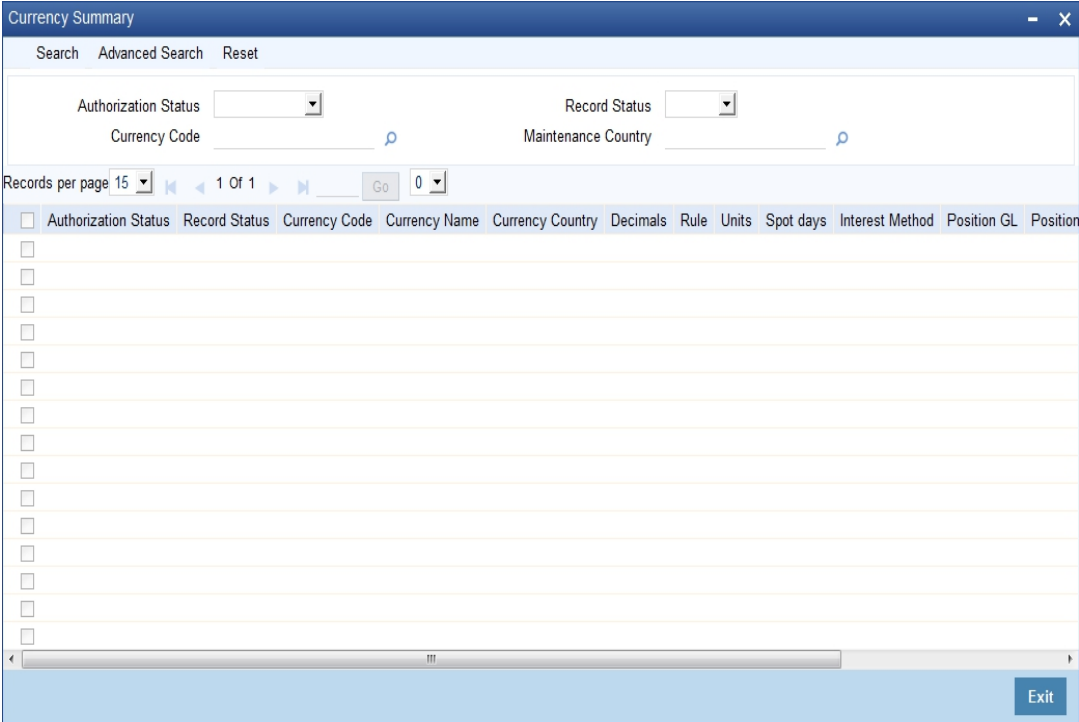 Currency Summary
Search Advanced Search Reset
Authorization Status Record Status
Currency Code Maintenance Country
Records per page 15 1 Of 1 Go 0
Authorization Status Record Status Currency Code Currency Name Currency Country Decimals Rule Units Spot days Interest Method Position GL Position
Exit